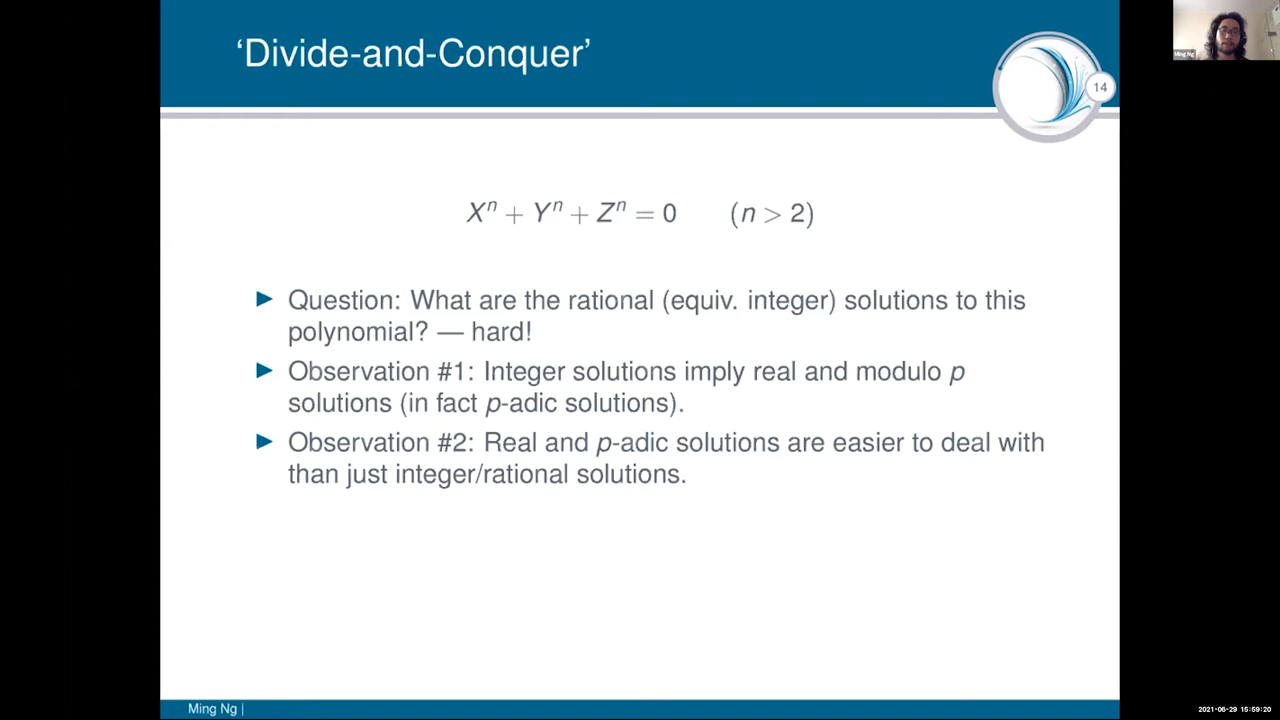 ‘Divide-and-Conquer’
14
Ming Ng
Xⁿ + Yⁿ + Zⁿ = 0 (n > 2)
► Question: What are the rational (equiv. integer) solutions to this
polynomial? — hard!
► Observation #1: Integer solutions imply real and modulo p
solutions (in fact p-adic solutions).
► Observation #2: Real and p-adic solutions are easier to deal with
than just integer/rational solutions.
Ming Ng |
2021-06-29 15:59:20